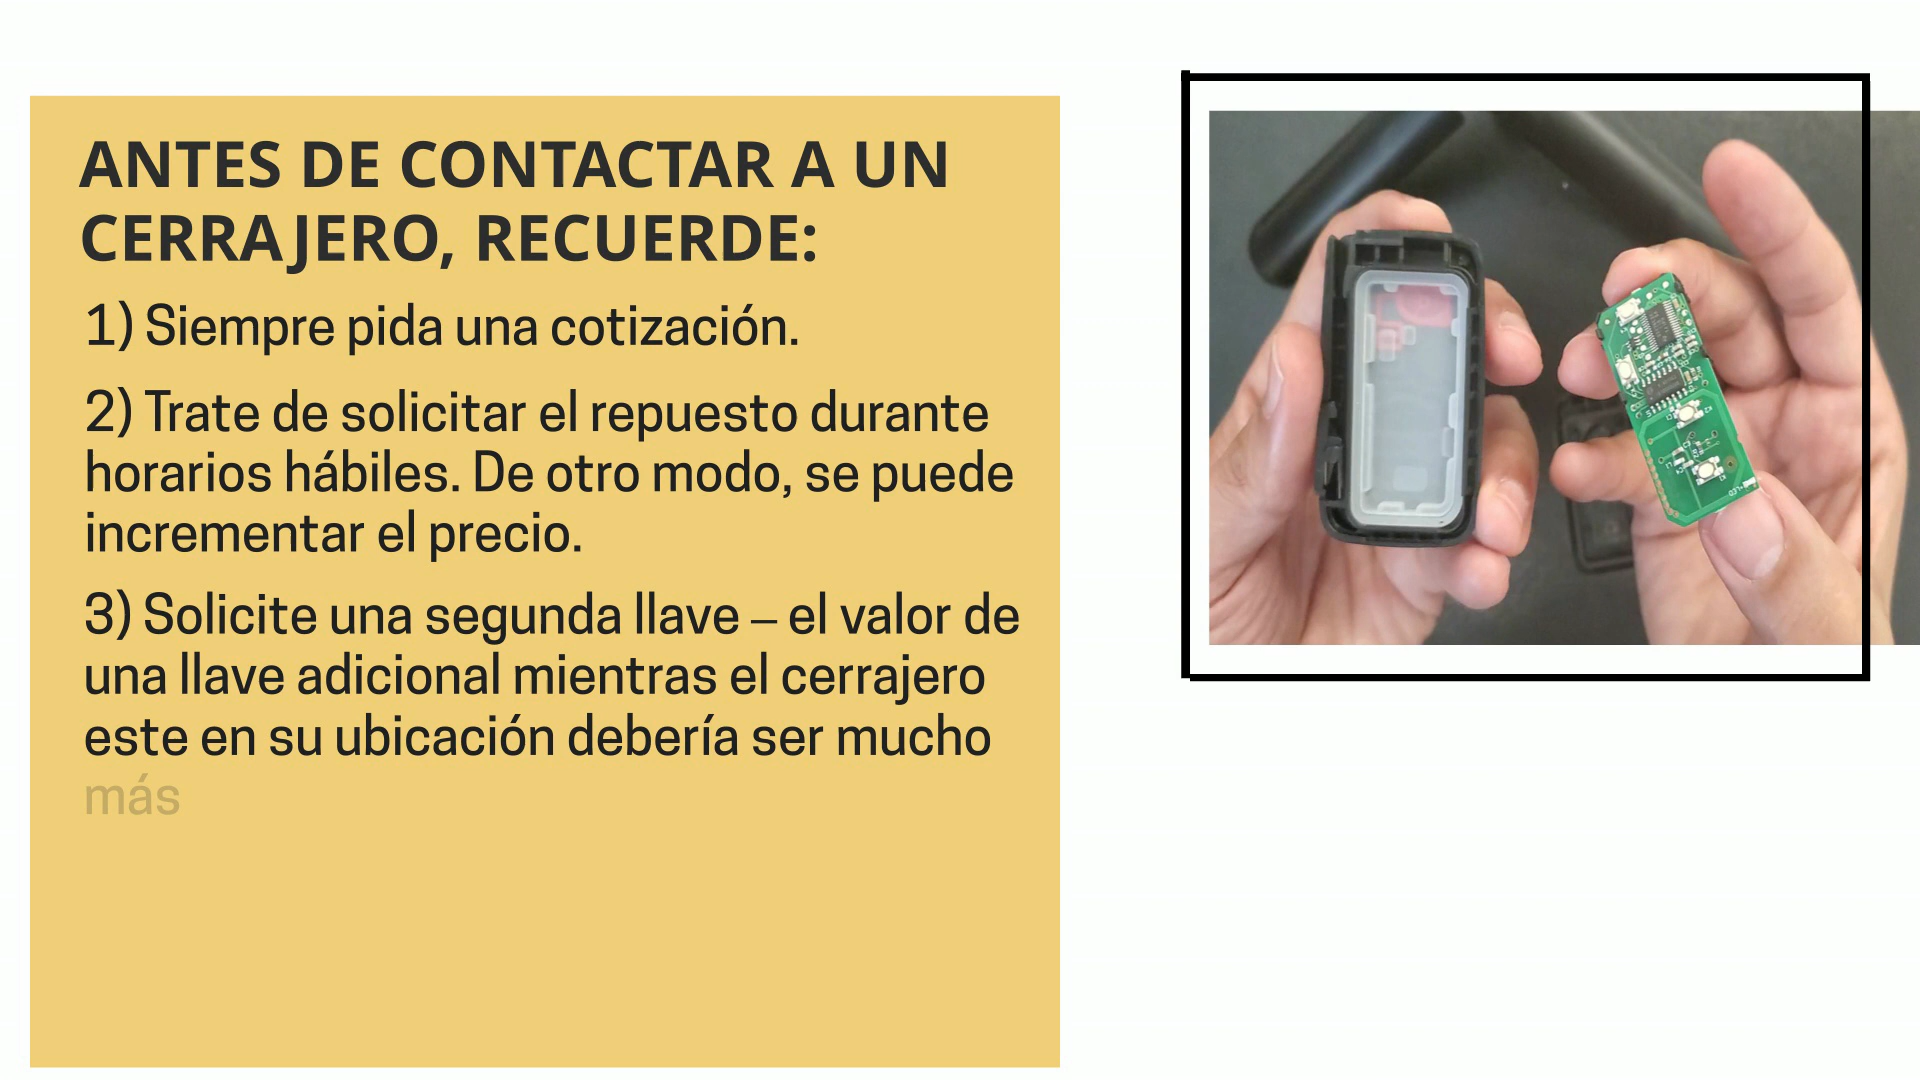 ANTES DE CONTACTAR A UN
CERRAJERO, RECUERDE:
1) Siempre pida una cotización.
2) Trate de solicitar el repuesto durante
horarios hábiles. De otro modo, se puede
incrementar el precio.
3) Solicite una segunda llave – el valor de
una llave adicional mientras el cerrajero
este en su ubicación debería ser mucho
más